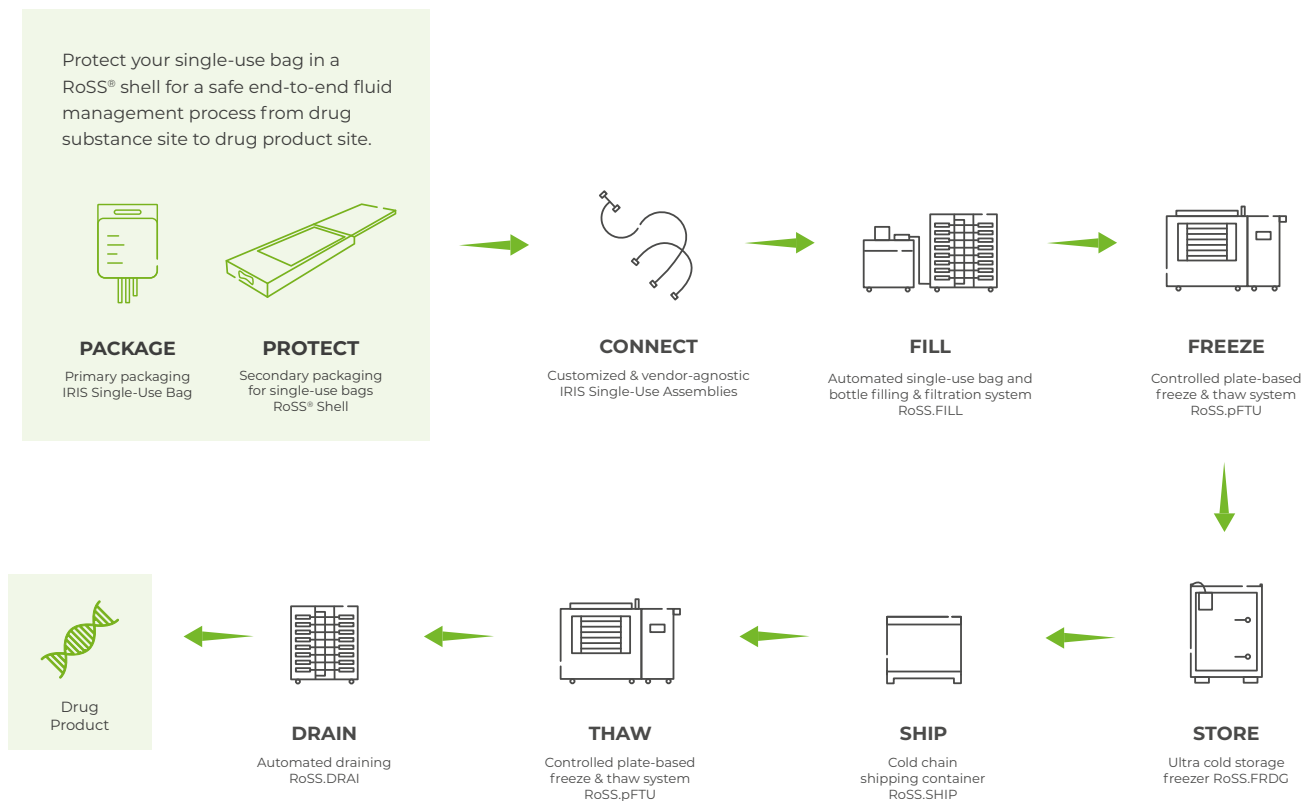 Protect your single-use bag in a
RoSS® shell for a safe end-to-end fluid
management process from drug
substance site to drug product site.
PACKAGE
Primary packaging
IRIS Single-Use Bag
PROTECT
Secondary packaging
for single-use bags
RoSS® Shell
CONNECT
Customized & vendor-agnostic
IRIS Single-Use Assemblies
FILL
Automated single-use bag and
bottle filling & filtration system
RoSS.FILL
FREEZE
Controlled plate-based
freeze & thaw system
RoSS.pFTU
STORE
Ultra cold storage
freezer RoSS.FRDG
SHIP
Cold chain
shipping container
RoSS.SHIP
THAW
Controlled plate-based
freeze & thaw system
RoSS.pFTU
DRAIN
Automated draining
RoSS.DRAI
Drug
Product